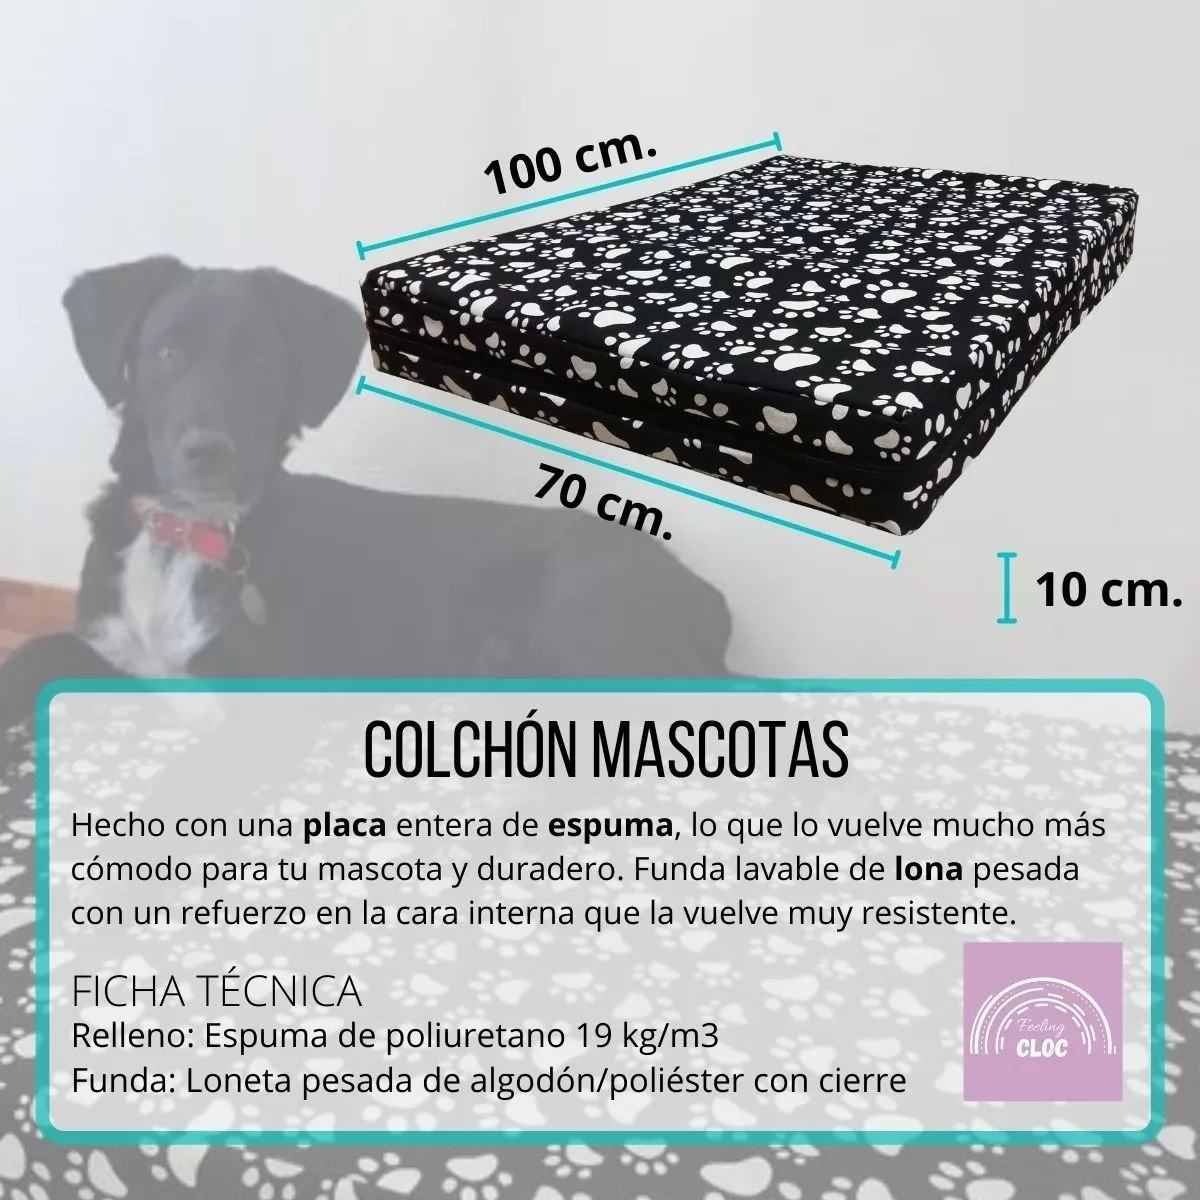 100 cm.
70 cm.
10 cm.
COLCHÓN MASCOTAS
Hecho con una placa entera de espuma, lo que lo vuelve mucho más
cómodo para tu mascota y duradero. Funda lavable de lona pesada
con un refuerzo en la cara interna que la vuelve muy resistente.
FICHA TÉCNICA
Relleno: Espuma de poliuretano 19 kg/m3
Funda: Loneta pesada de algodón/poliéster con cierre
Feeling
CLOC